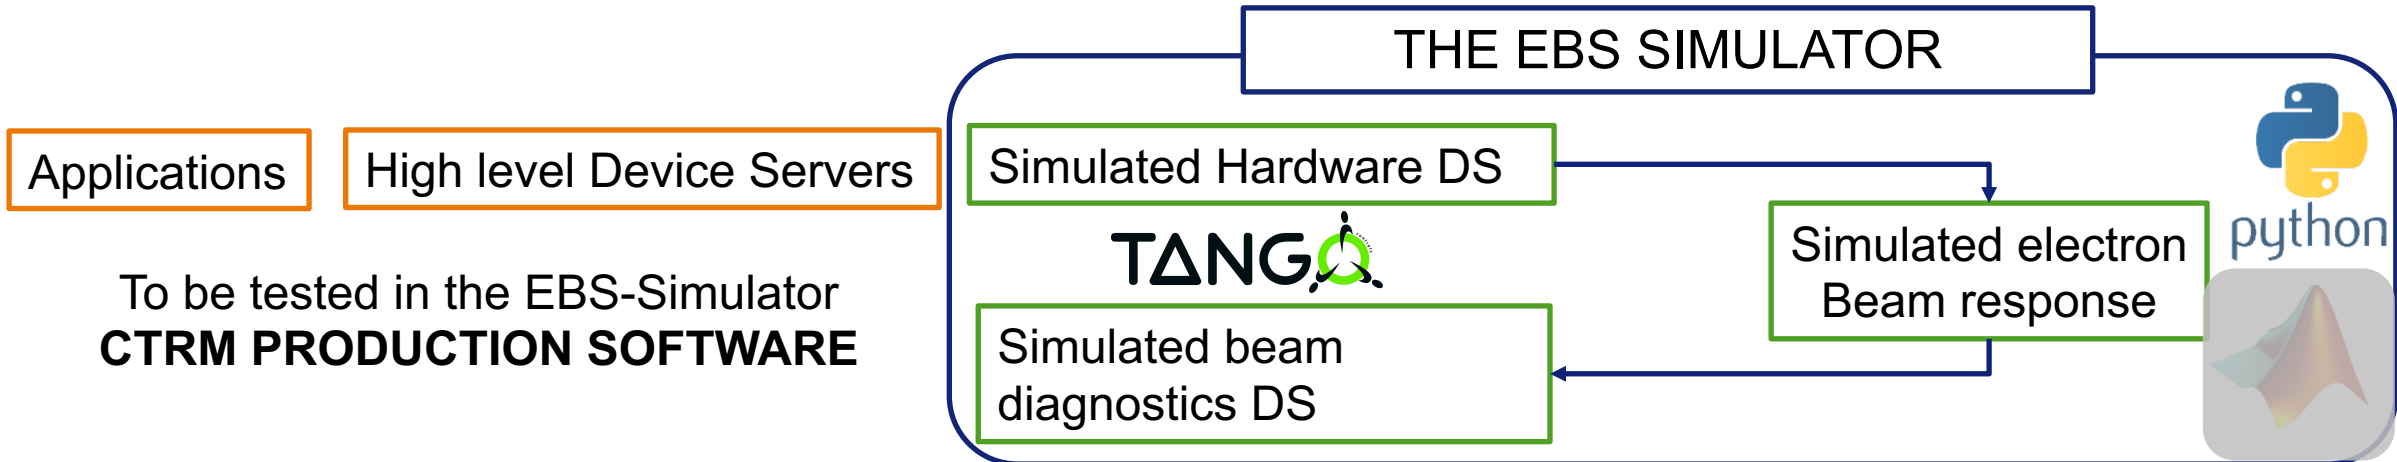 THE EBS SIMULATOR
Applications
High level Device Servers
Simulated Hardware DS
TANGO
python
Simulated electron
Beam response
To be tested in the EBS-Simulator
CTRM PRODUCTION SOFTWARE
Simulated beam
diagnostics DS